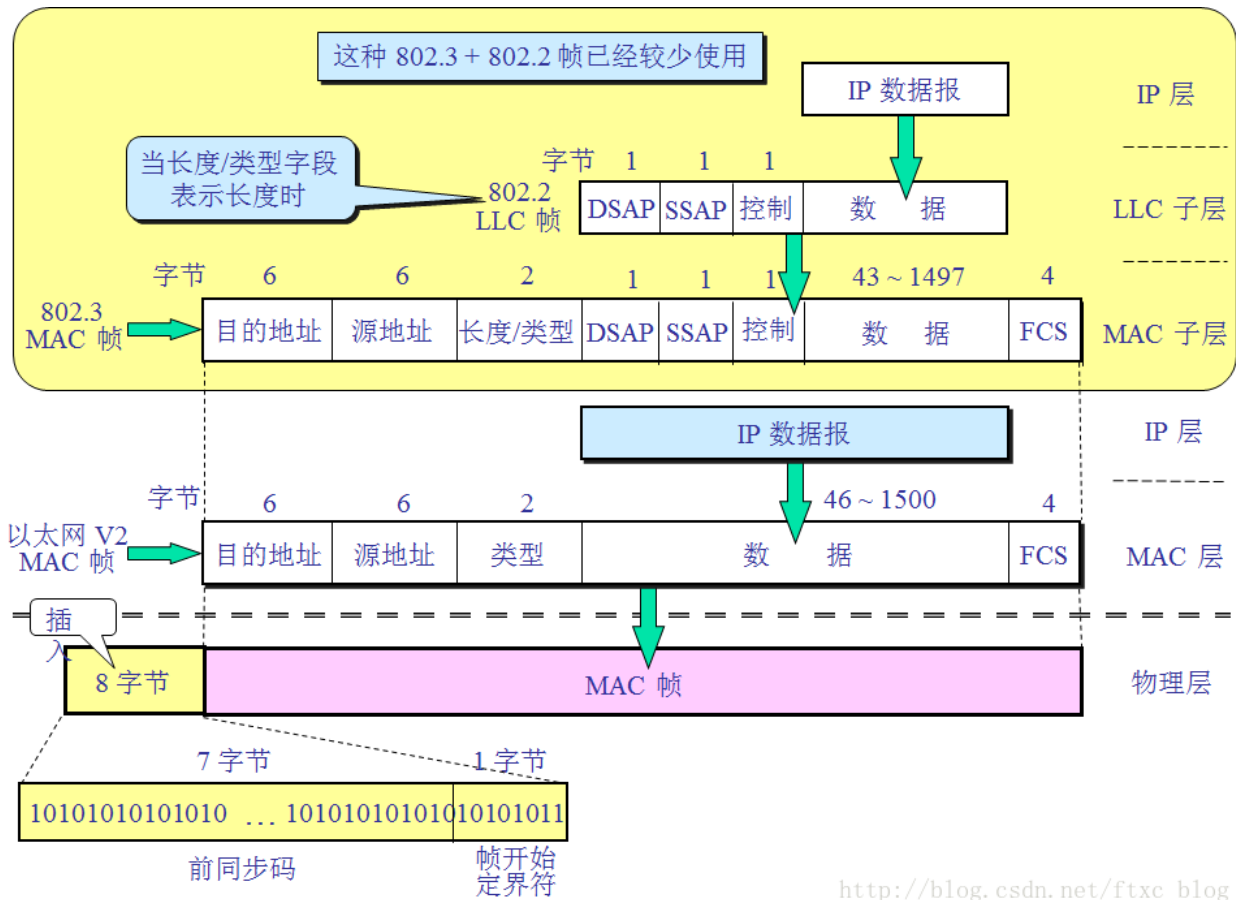 这种 802.3 + 802.2 帧已经较少使用
IP 数据报
IP 层
当长度/类型字段
表示长度时
字节 1 1 1
802.2
LLC 帧
DSAP SSAP 控制 数 据
LLC 子层
字节 6 6 2 1 1 1 43 ~ 1497 4
802.3
MAC 帧
目的地址 源地址 长度/类型 DSAP SSAP 控制 数 据 FCS
MAC 子层
IP 数据报
IP 层
字节 6 6 2 46 ~ 1500 4
以太网 V2
MAC 帧
目的地址 源地址 类型 数 据 FCS
MAC 层
插
入
8 字节
MAC 帧
物理层
7 字节 1 字节
10101010101010 … 101010101010 10101011
前同步码
帧开始
定界符
http://blog.csdn.net/ftxc_blog